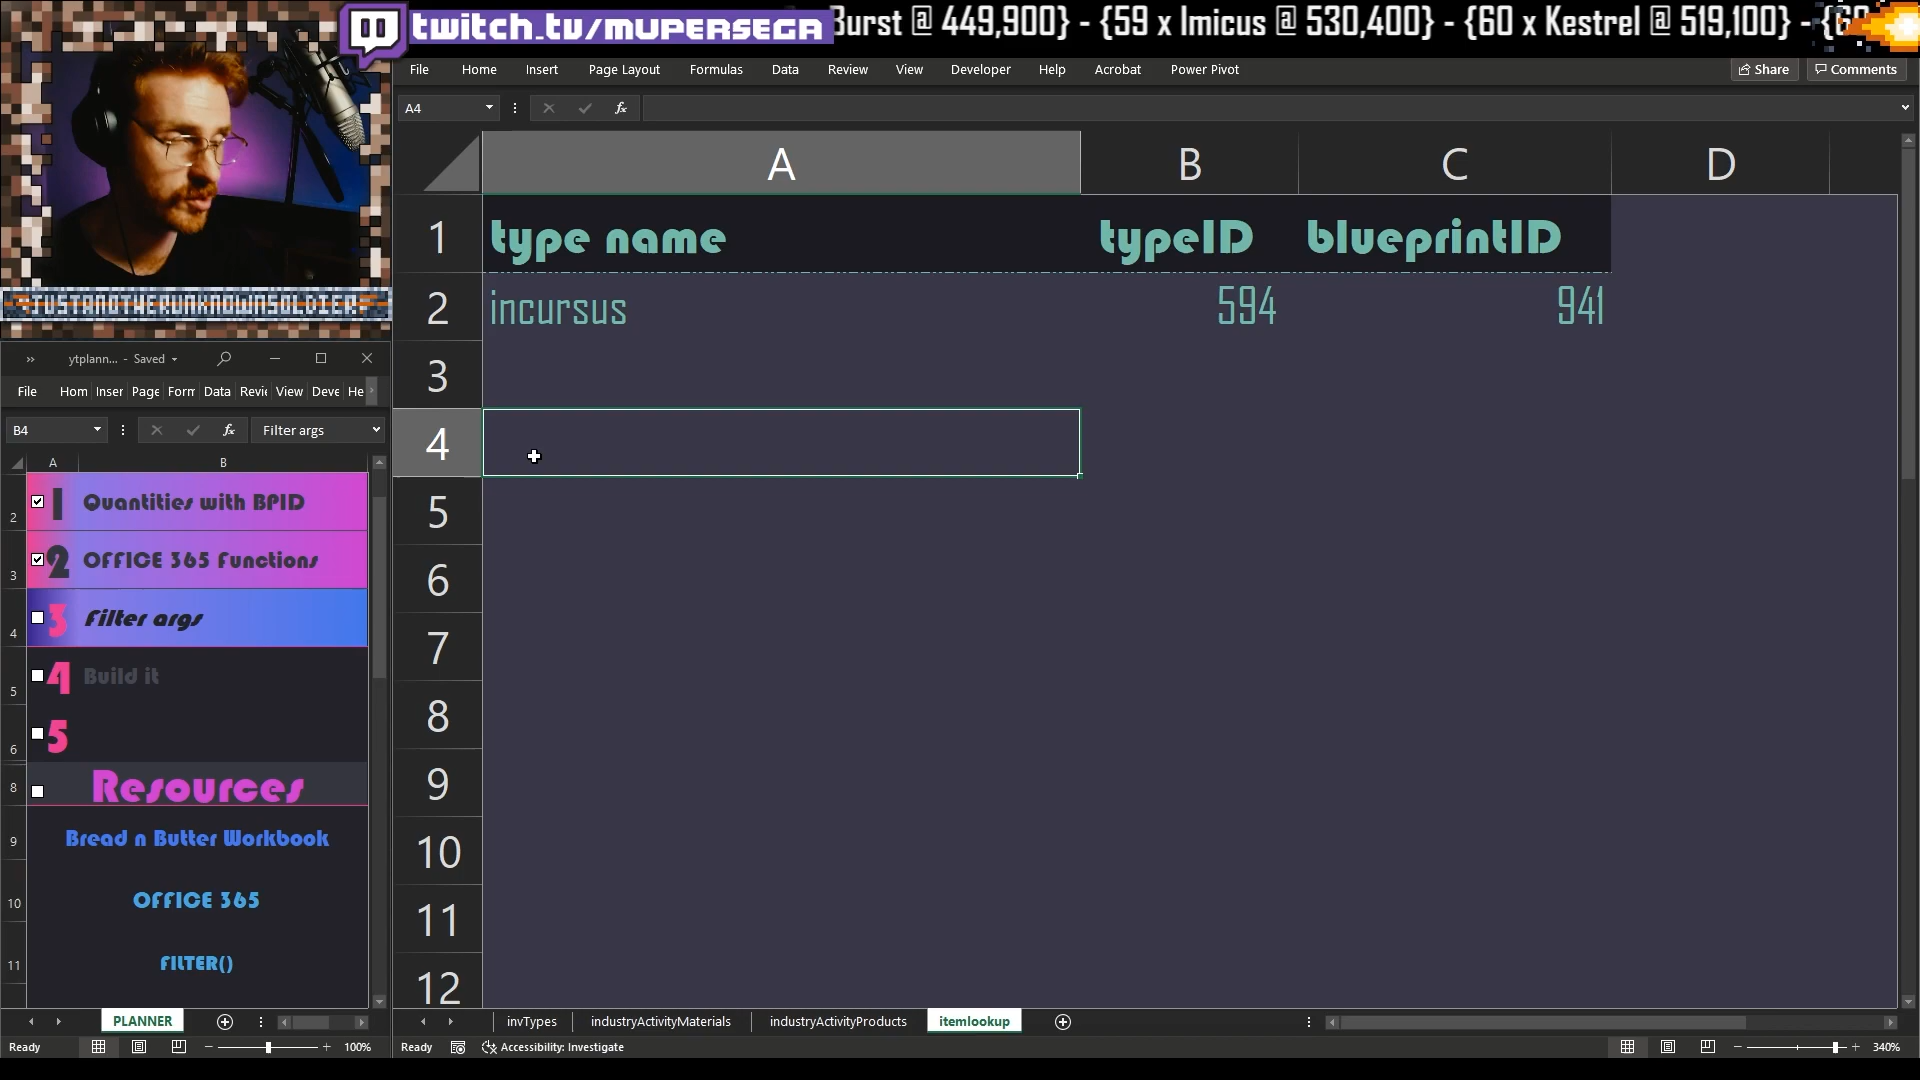 twitch.tv/MUPERSEGA
Burst @ 449,900} - {59 x Imicus @ 530,400} - {60 x Kestrel @ 519,100} - {6
File Home Insert Page Layout Formulas Data Review View Developer Help Acrobat Power Pivot Share Comments
A4 fx
A B C D
1 type name typeID blueprintID
2 incursus 594 941
3
4
5
6
7
8
9
10
11
12
JUSTANOTHERUNKNOWNSOLDIER
» ytplann... - Saved
File Hom Inser Page Form Data Revi View Deve He
B4 fx Filter args
A B
2 1 Quantities with BPID
3 2 OFFICE 365 Functions
4 3 Filter args
5 4 Build it
6 5
8 Resources
9 Bread n Butter Workbook
10 OFFICE 365
11 FILTER()
PLANNER
Ready 100%
invTypes industryActivityMaterials industryActivityProducts itemlookup
Ready Accessibility: Investigate 340%